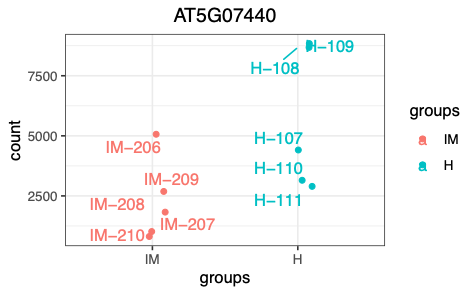 AT5G07440
count
7500
5000
2500
H−109
H−108
IM−206
H−107
IM−209
H−110
IM−208
H−111
IM−207
IM−210
IM
H
groups
groups
a IM
a H